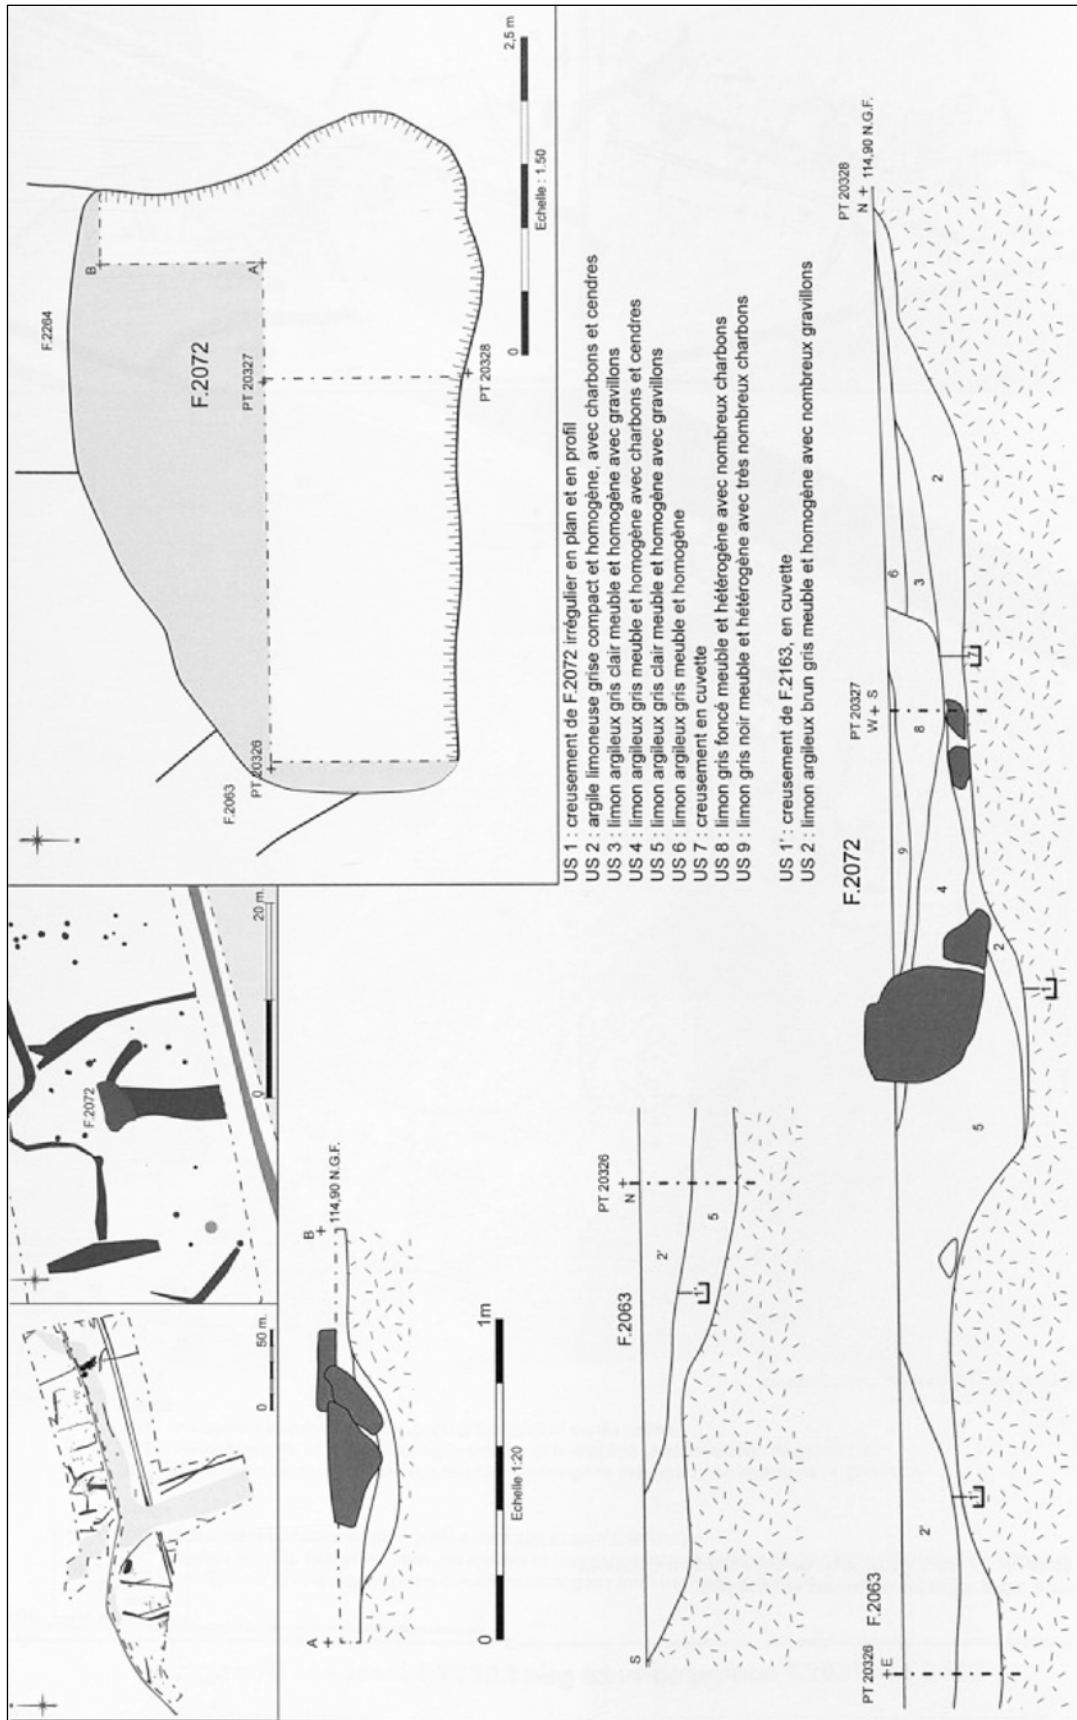 50 m.
0
F.2072
20 m.
0
F.2264
B
F.2072
A
PT 20327
F.2063
PT 20326
PT 20328
0
2,5 m
Echelle : 1.50
US 1 : creusement de F.2072 irrégulier en plan et en profil
US 2 : argile limoneuse grise compact et homogène, avec charbons et cendres
US 3 : limon argileux gris clair meuble et homogène avec gravillons
US 4 : limon argileux gris meuble et homogène avec charbons et cendres
US 5 : limon argileux gris clair meuble et homogène avec gravillons
US 6 : limon argileux gris meuble et homogène
US 7 : creusement en cuvette
US 8 : limon gris foncé meuble et hétérogène avec nombreux charbons
US 9 : limon gris noir meuble et hétérogène avec très nombreux charbons
US 1' : creusement de F.2163, en cuvette
US 2 : limon argileux brun gris meuble et homogène avec nombreux gravillons
A
B
114,90 N.G.F.
0
1m
Echelle 1:20
F.2063
S
PT 20326
N
2'
5
1'
F.2063
F.2072
PT 20326
E
PT 20327
W
S
PT 20328
N
114,90 N.G.F.
2'
1'
5
4
9
8
6
3
2
2
7
1